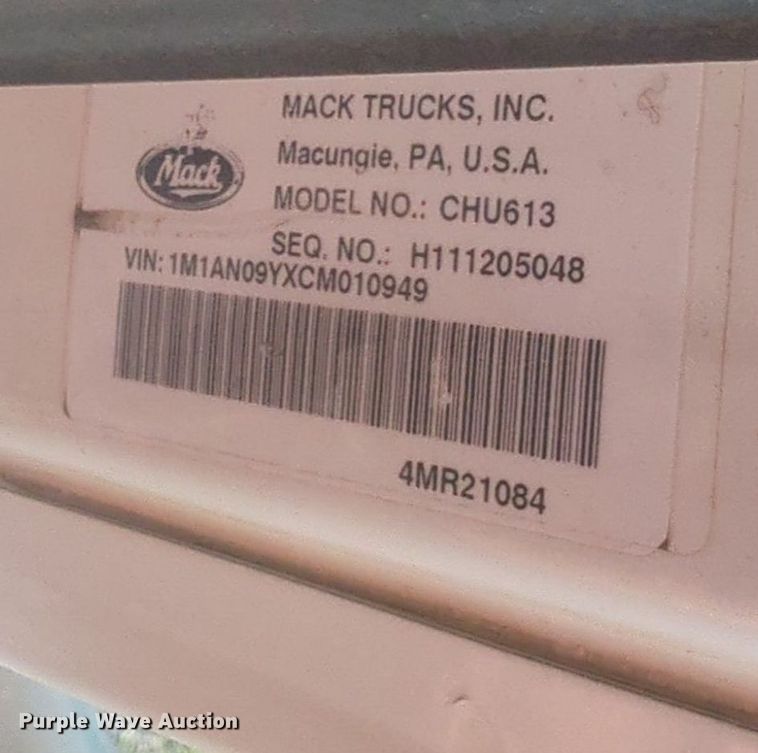 MACK TRUCKS, INC.
Mack
Macungie, PA, U.S.A.
MODEL NO.: CHU613
SEQ. NO.: H111205048
VIN: 1M1AN09YXCM010949
4MR21084
Purple Wave Auction